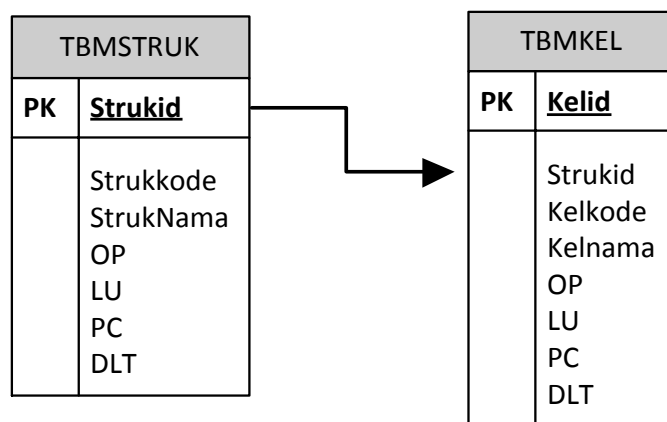 TBMSTRUK
PK Strukid
Strukkode
StrukNama
OP
LU
PC
DLT
TBMKEL
PK Kelid
Strukid
Kelkode
Kelnama
OP
LU
PC
DLT